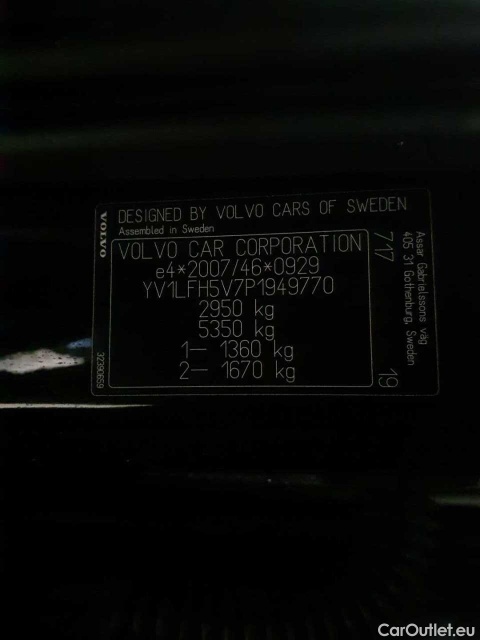 VOLVO
DESIGNED BY VOLVO CARS OF SWEDEN
Assembled in Sweden
VOLVO CAR CORPORATION
e4*2007/46*0929
YV1LFH5V7P1949770
2950 kg
5350 kg
1– 1360 kg
2– 1670 kg
717
19
Assar Gabrielssons väg
405 31 Gothenburg, Sweden
32290659
CarOutlet.eu